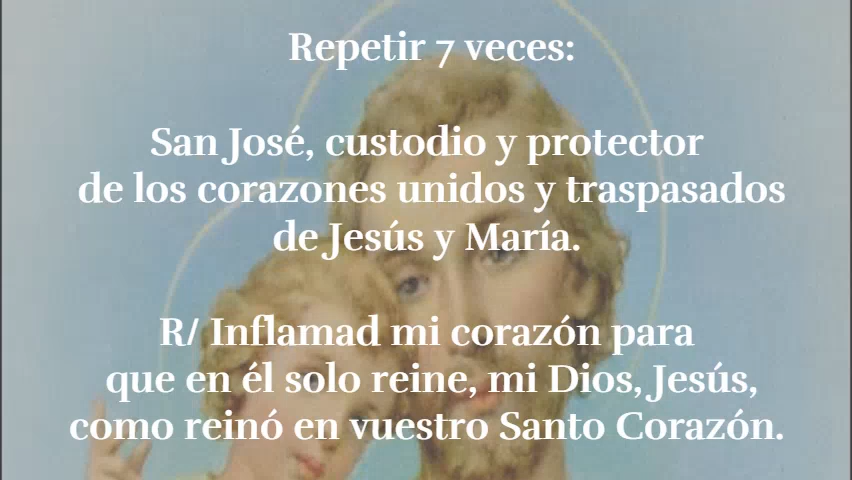 Repetir 7 veces:
San José, custodio y protector
de los corazones unidos y traspasados
de Jesús y María.
R/ Inflamad mi corazón para
que en él solo reine, mi Dios, Jesús,
como reinó en vuestro Santo Corazón.